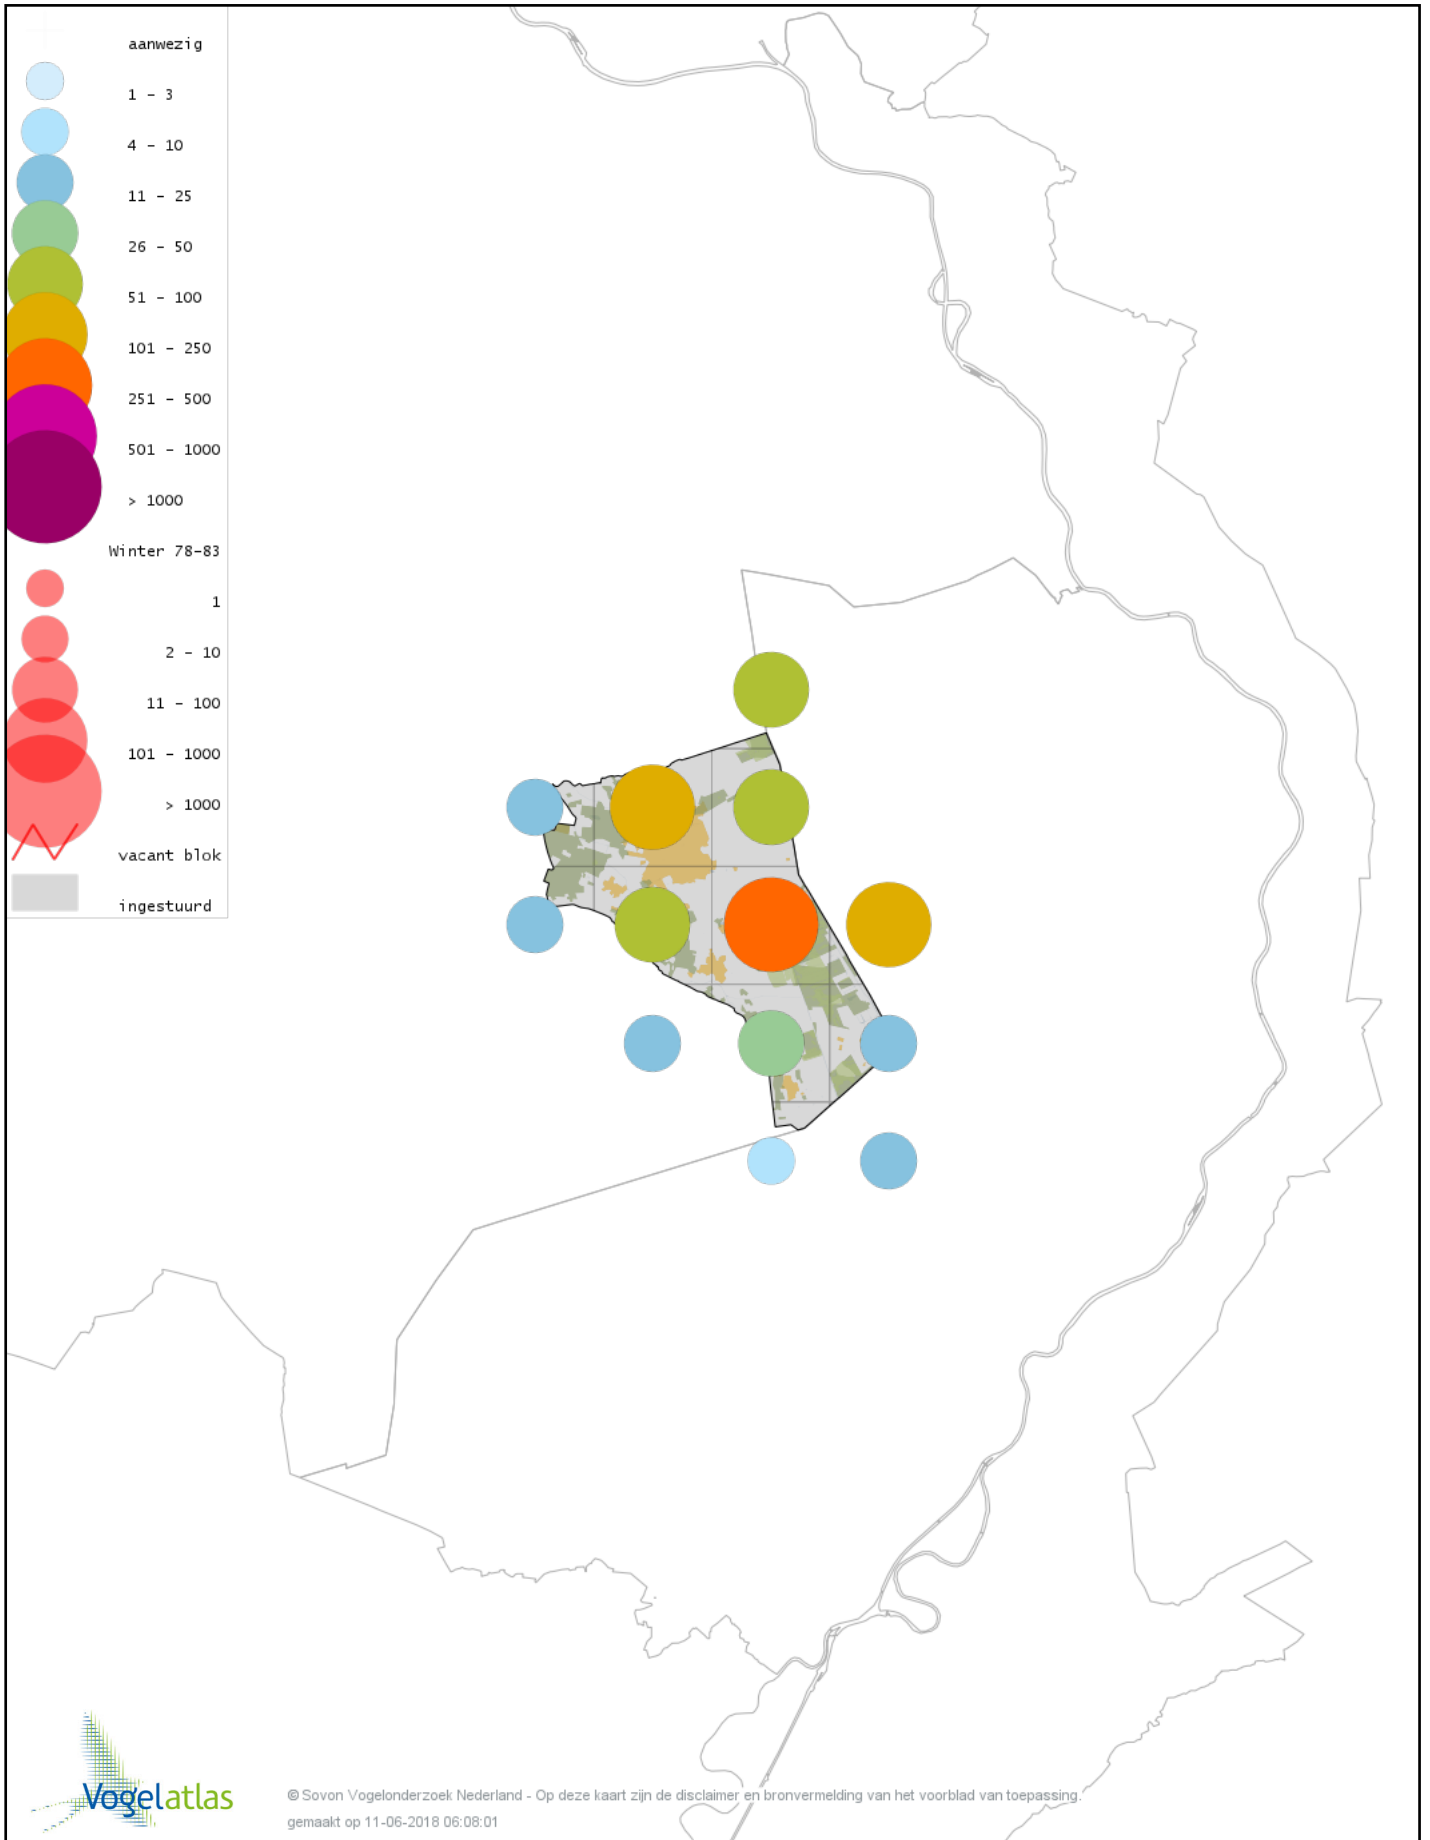 aanwezig
1 - 3
4 - 10
11 - 25
26 - 50
51 - 100
101 - 250
251 - 500
501 - 1000
> 1000
Winter 78-83
1
2 - 10
11 - 100
101 - 1000
> 1000
vacant blok
ingestuurd
Vogelatlas
© Sovon Vogelonderzoek Nederland - Op deze kaart zijn de disclaimer en bronvermelding van het voorblad van toepassing.
gemaakt op 11-06-2018 06:08:01